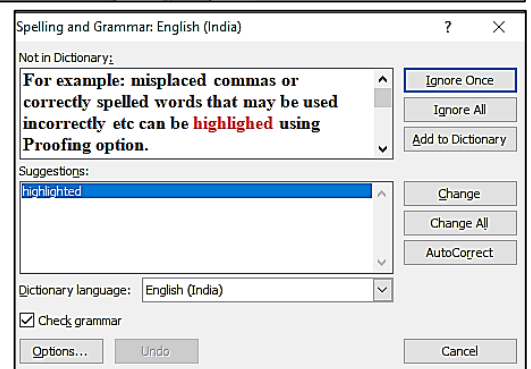 Spelling and Grammar: English (India) ? ×
Not in Dictionary:
For example: misplaced commas or
correctly spelled words that may be used
incorrectly etc can be highlighed using
Proofing option.
Ignore Once
Ignore All
Add to Dictionary
Suggestions:
highlighted
Change
Change All
AutoCorrect
Dictionary language: English (India)
Check grammar
Options... Undo Cancel